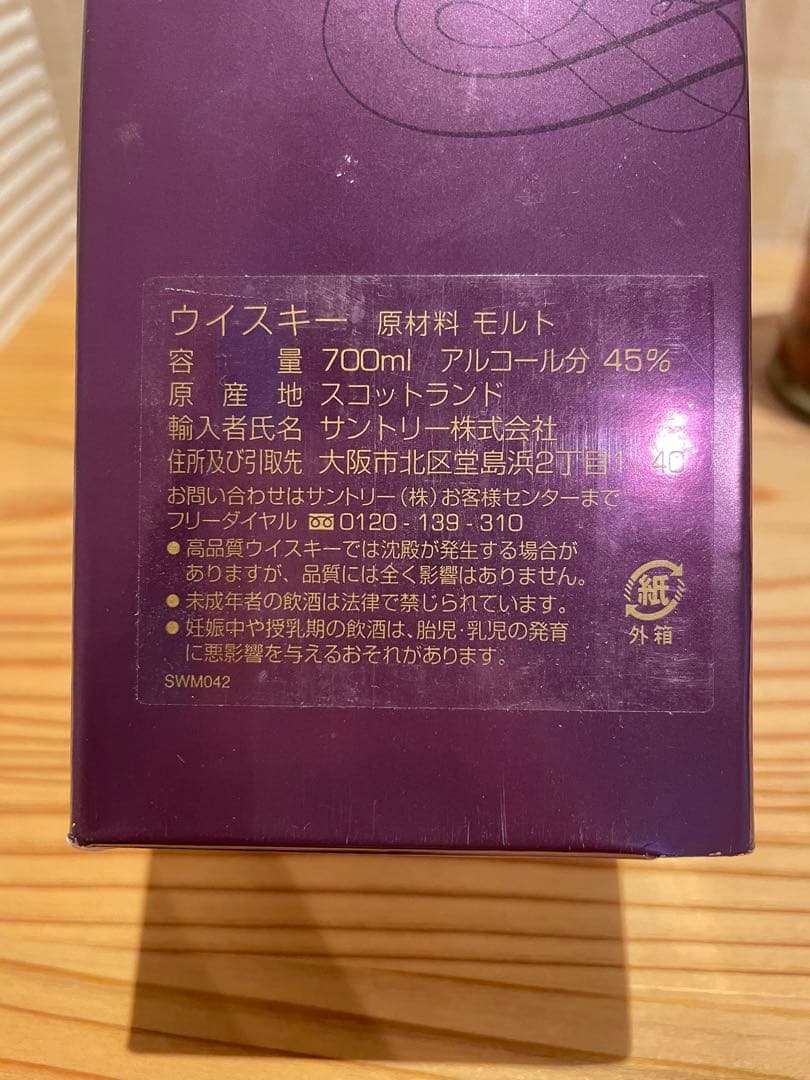 ウイスキー 原材料 モルト
容量 700ml アルコール分 45%
原産地 スコットランド
輸入者氏名 サントリー株式会社
住所及び引取先 大阪市北区堂島浜2丁目1-40
お問い合わせはサントリー(株)お客様センターまで
フリーダイヤル 0120-139-310
●高品質ウイスキーでは沈殿が発生する場合が
ありますが、品質には全く影響はありません。
●未成年者の飲酒は法律で禁じられています。
●妊娠中や授乳期の飲酒は、胎児・乳児の発育
に悪影響を与えるおそれがあります。
SWM042
紙
外箱